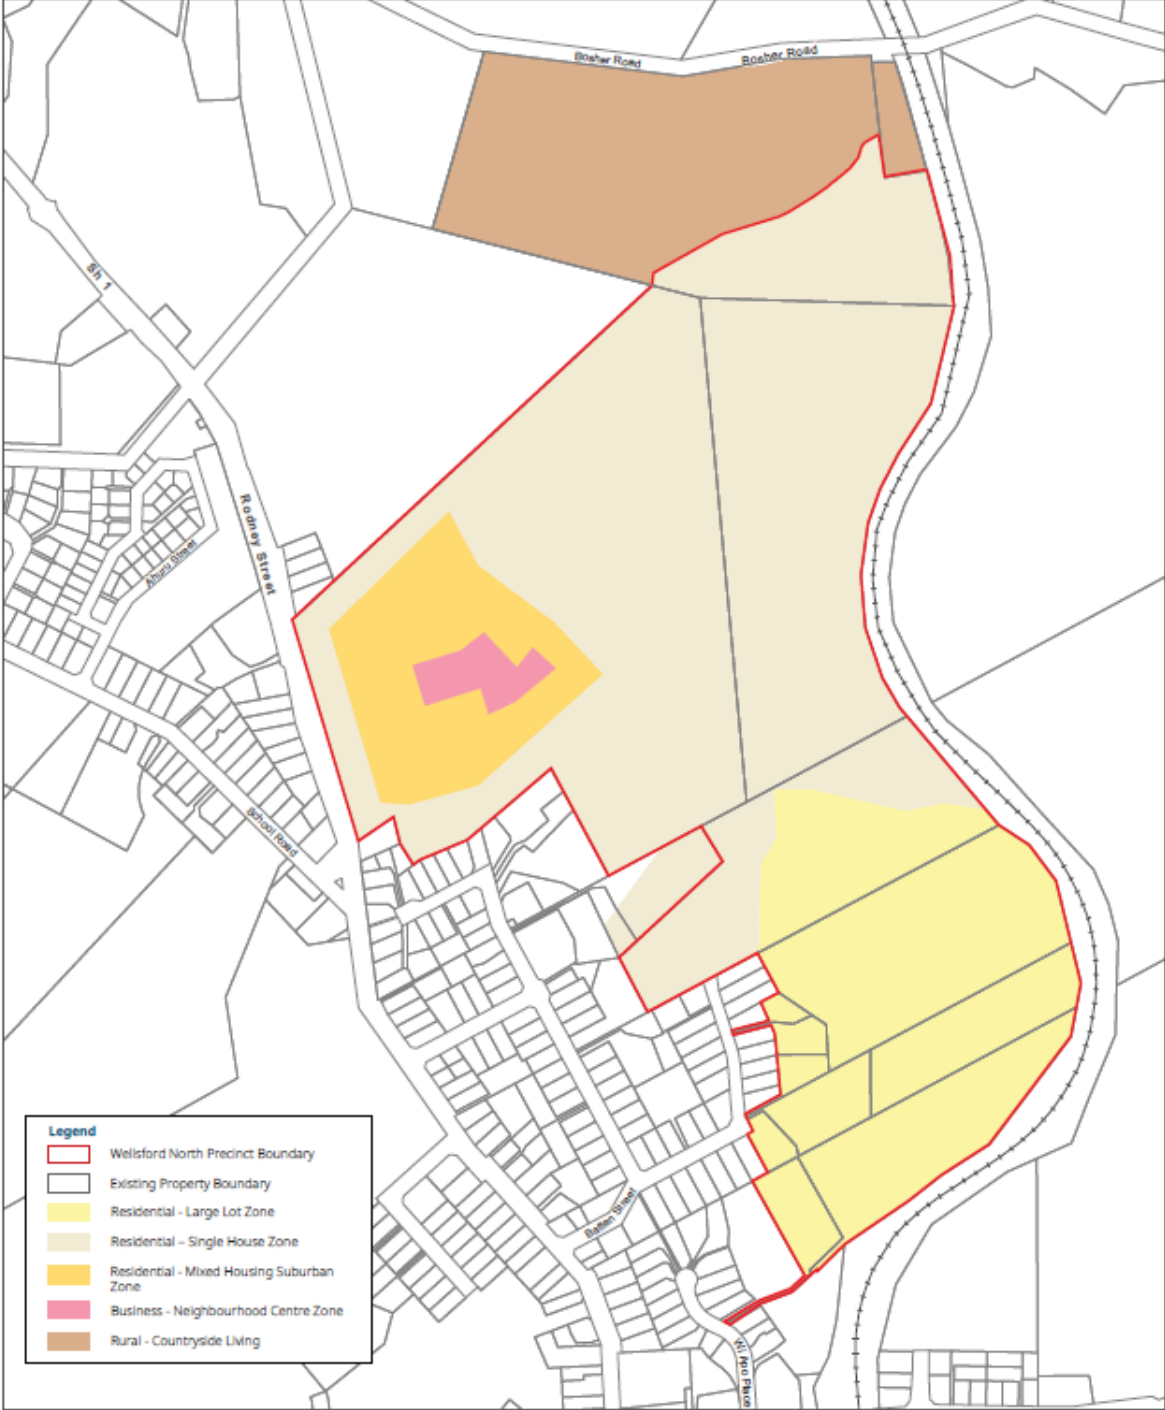 Bosher Road
Bosher Road
Sh 1
Rodney Street
Ahuru Street
School Road
Batten Street
Wi Apo Place
Legend
Wellsford North Precinct Boundary
Existing Property Boundary
Residential - Large Lot Zone
Residential – Single House Zone
Residential - Mixed Housing Suburban
Zone
Business - Neighbourhood Centre Zone
Rural - Countryside Living